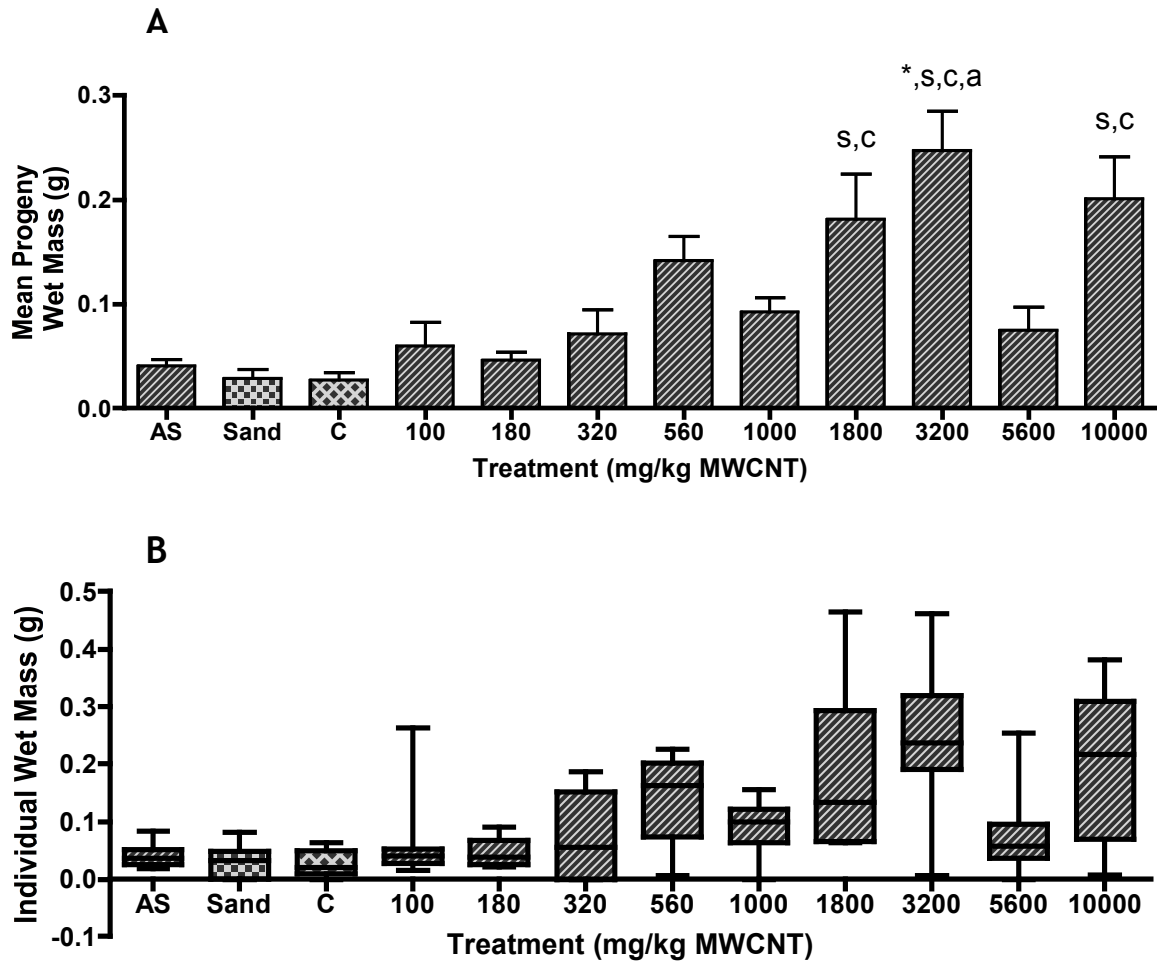 A
Mean Progeny
Wet Mass (g)
0.3
0.2
0.1
0.0
s,c
*,s,c,a
s,c
AS Sand C 100 180 320 560 1000 1800 3200 5600 10000
Treatment (mg/kg MWCNT)
B
Individual Wet Mass (g)
0.5
0.4
0.3
0.2
0.1
0.0
-0.1
AS Sand C 100 180 320 560 1000 1800 3200 5600 10000
Treatment (mg/kg MWCNT)